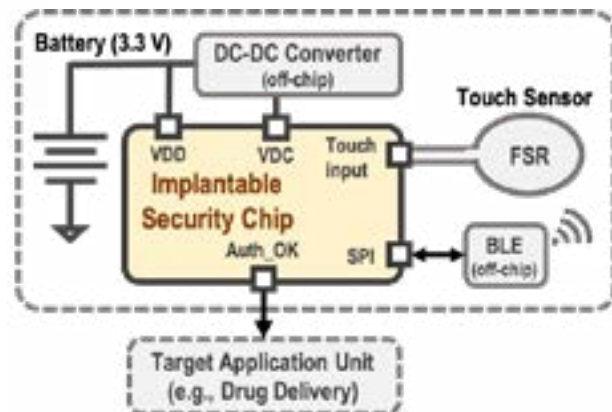 Battery (3.3 V)
DC-DC Converter
(off-chip)
Touch Sensor
VDD
VDC
Touch
input
FSR
Implantable
Security Chip
Auth_OK
SPI
BLE
(off-chip)
Target Application Unit
(e.g., Drug Delivery)